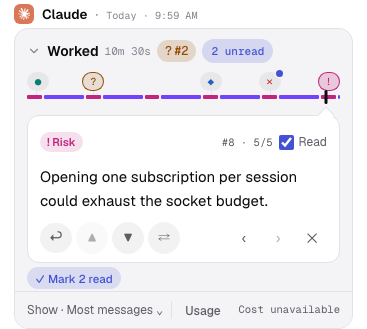 Claude · Today · 9:59 AM
Worked 10m 30s ? #2 2 unread
? ! 
! Risk #8 · 5/5 Read
Opening one subscription per session
could exhaust the socket budget.
✓ Mark 2 read
Show · Most messages Usage Cost unavailable